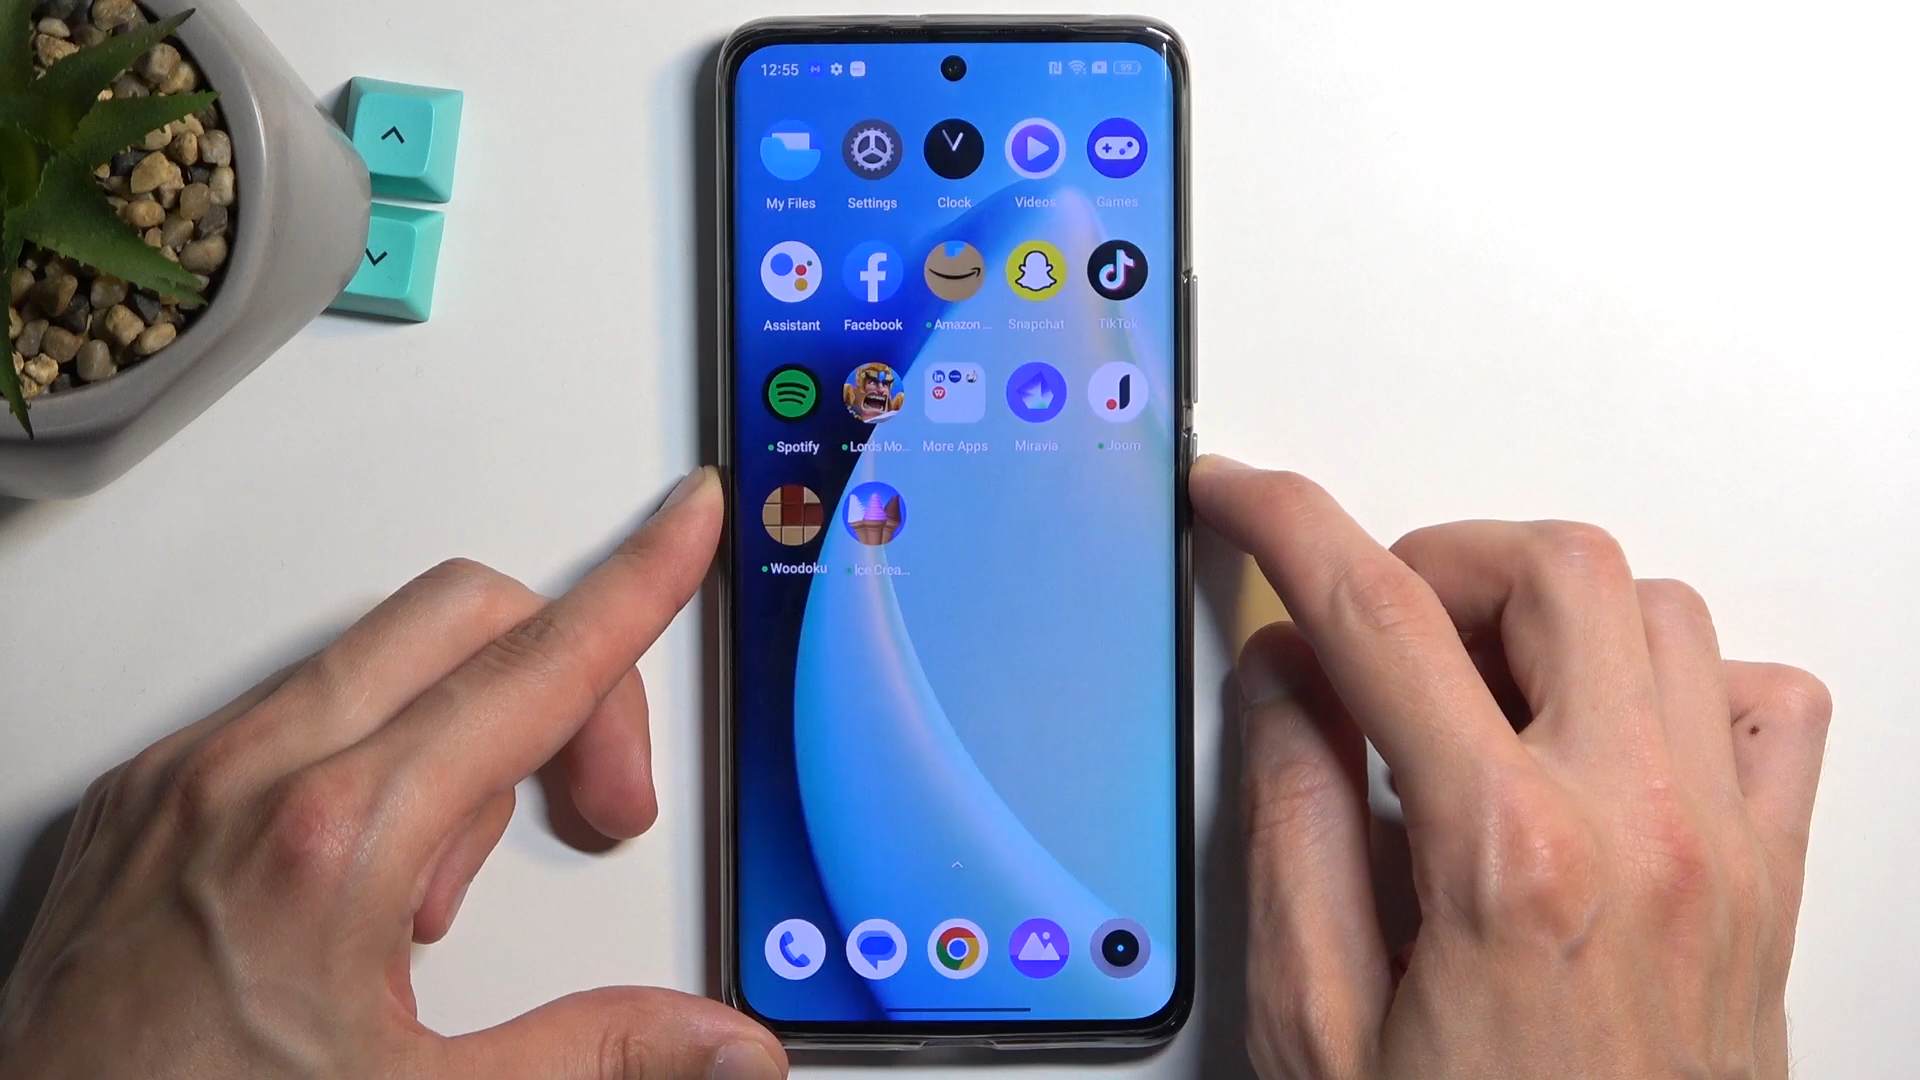 12:55 99
My Files Settings Clock Videos Games
Assistant Facebook Amazon ... Snapchat TikTok
Spotify Lords Mo... More Apps Miravia Joom
Woodoku Ice Crea...